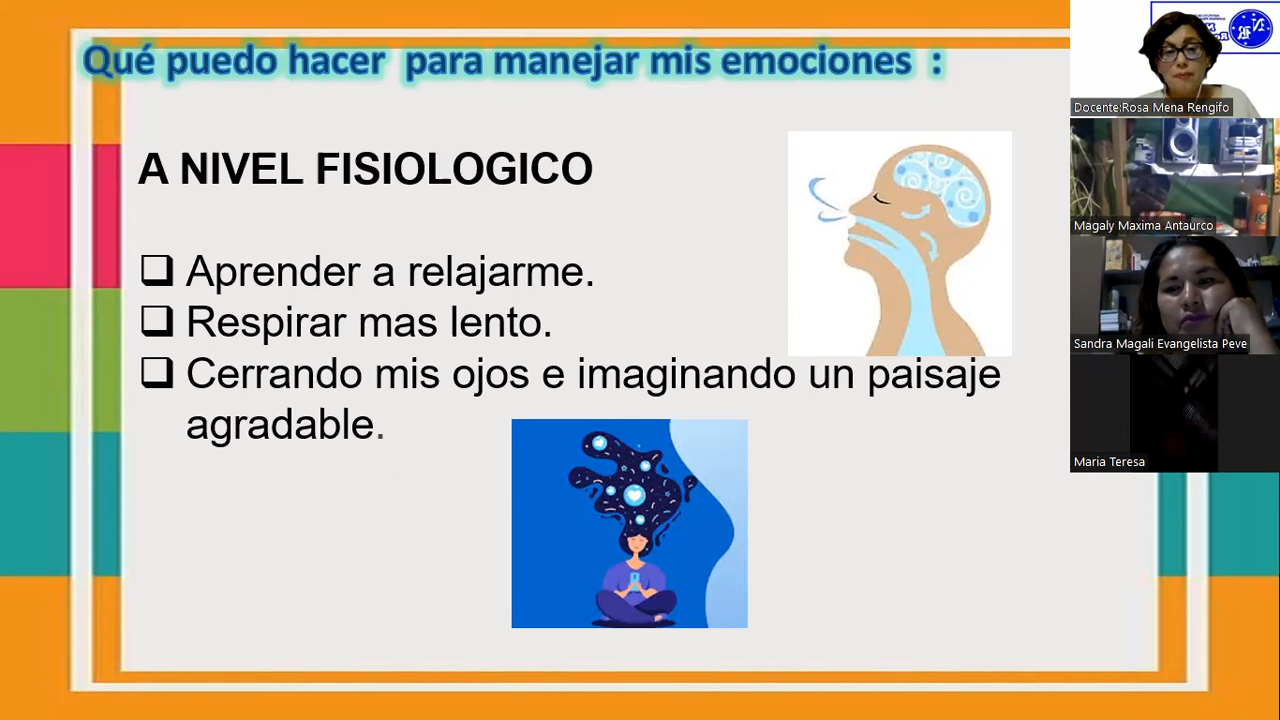 Qué puedo hacer para manejar mis emociones :
A NIVEL FISIOLOGICO
❑ Aprender a relajarme.
❑ Respirar mas lento.
❑ Cerrando mis ojos e imaginando un paisaje
agradable.
Docente:Rosa Mena Rengifo
Magaly Maxima Antaurco
Sandra Magali Evangelista Peve
Maria Teresa